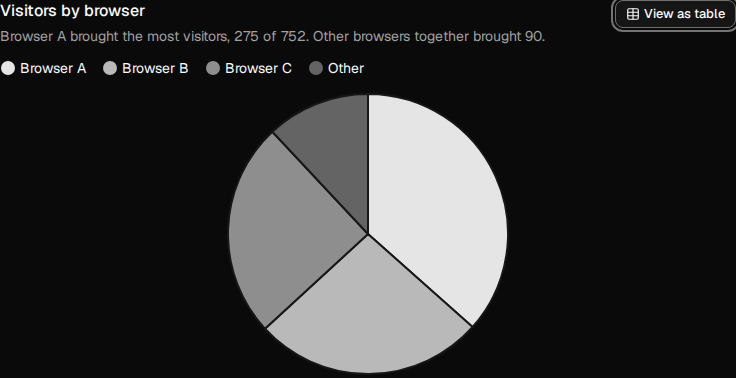 Visitors by browser
View as table
Browser A brought the most visitors, 275 of 752. Other browsers together brought 90.
Browser A Browser B Browser C Other